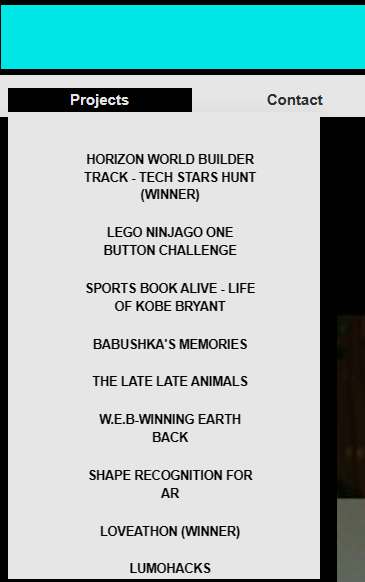 Projects Contact
HORIZON WORLD BUILDER
TRACK - TECH STARS HUNT
(WINNER)
LEGO NINJAGO ONE
BUTTON CHALLENGE
SPORTS BOOK ALIVE - LIFE
OF KOBE BRYANT
BABUSHKA'S MEMORIES
THE LATE LATE ANIMALS
W.E.B-WINNING EARTH
BACK
SHAPE RECOGNITION FOR
AR
LOVEATHON (WINNER)
LUMOHACKS